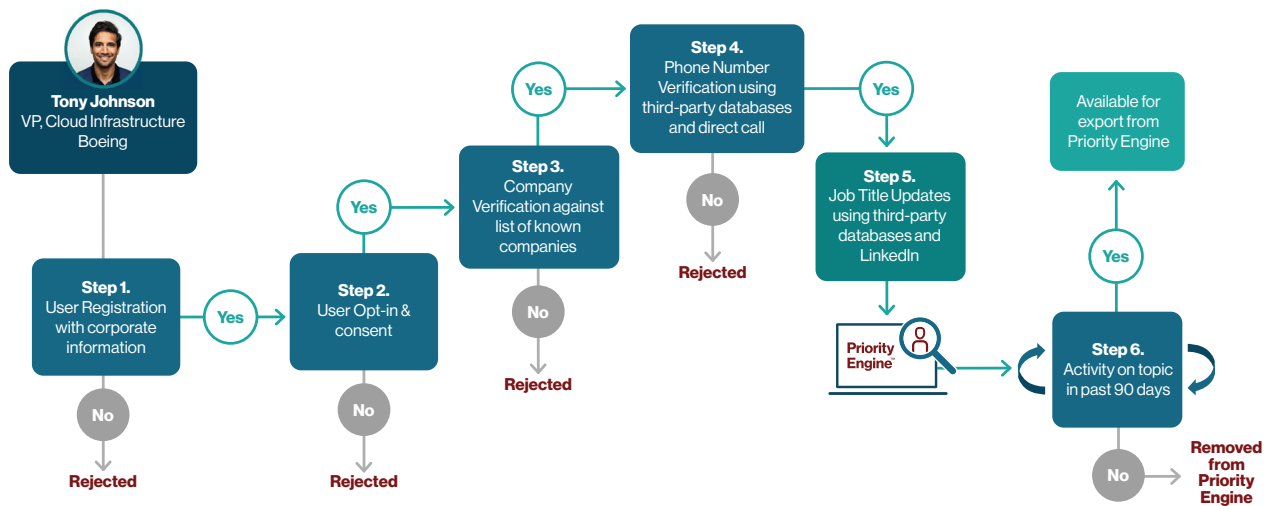 Tony Johnson
VP, Cloud Infrastructure
Boeing
Step 1.
User Registration
with corporate
information
Yes
No
Rejected
Step 2.
User Opt-in &
consent
Yes
No
Rejected
Step 3.
Company
Verification against
list of known
companies
Yes
No
Rejected
Step 4.
Phone Number
Verification using
third-party databases
and direct call
Yes
No
Rejected
Step 5.
Job Title Updates
using third-party
databases and
LinkedIn
Priority
Engine™
Step 6.
Activity on topic
in past 90 days
Yes
Available for
export from
Priority Engine
No
Removed
from
Priority
Engine